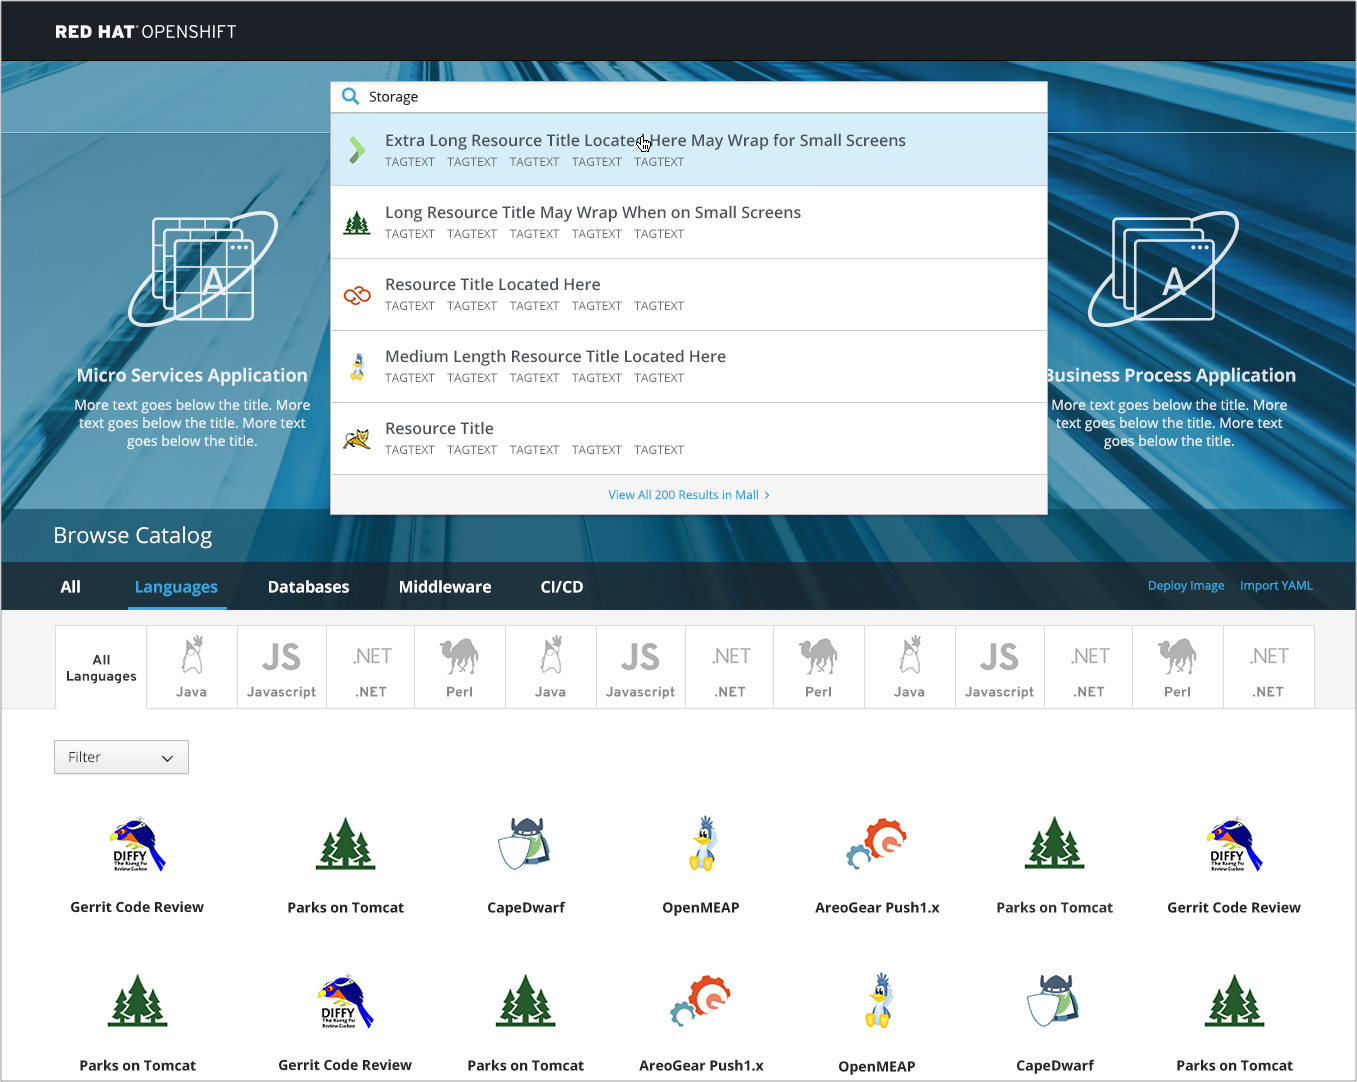 RED HAT OPENSHIFT
Storage
Extra Long Resource Title Located Here May Wrap for Small Screens
TAGTEXT TAGTEXT TAGTEXT TAGTEXT TAGTEXT
Long Resource Title May Wrap When on Small Screens
TAGTEXT TAGTEXT TAGTEXT TAGTEXT TAGTEXT
Resource Title Located Here
TAGTEXT TAGTEXT TAGTEXT TAGTEXT TAGTEXT
Medium Length Resource Title Located Here
TAGTEXT TAGTEXT TAGTEXT TAGTEXT TAGTEXT
Resource Title
TAGTEXT TAGTEXT TAGTEXT TAGTEXT TAGTEXT
View All 200 Results in Mall >
A
Micro Services Application
More text goes below the title. More
text goes below the title. More text
goes below the title.
A
Business Process Application
More text goes below the title. More
text goes below the title. More text
goes below the title.
Browse Catalog
All Languages Databases Middleware CI/CD Deploy Image Import YAML
All
Languages
Java
JS
Javascript
.NET
.NET
Perl
Java
JS
Javascript
.NET
.NET
Perl
Java
JS
Javascript
.NET
.NET
Perl
.NET
.NET
Filter
DIFFY
The Kung Fu
Review Cuckoo
DIFFY
The Kung Fu
Review Cuckoo
Gerrit Code Review Parks on Tomcat CapeDwarf OpenMEAP AreoGear Push1.x Parks on Tomcat Gerrit Code Review
DIFFY
The Kung Fu
Review Cuckoo
Parks on Tomcat Gerrit Code Review Parks on Tomcat AreoGear Push1.x OpenMEAP CapeDwarf Parks on Tomcat